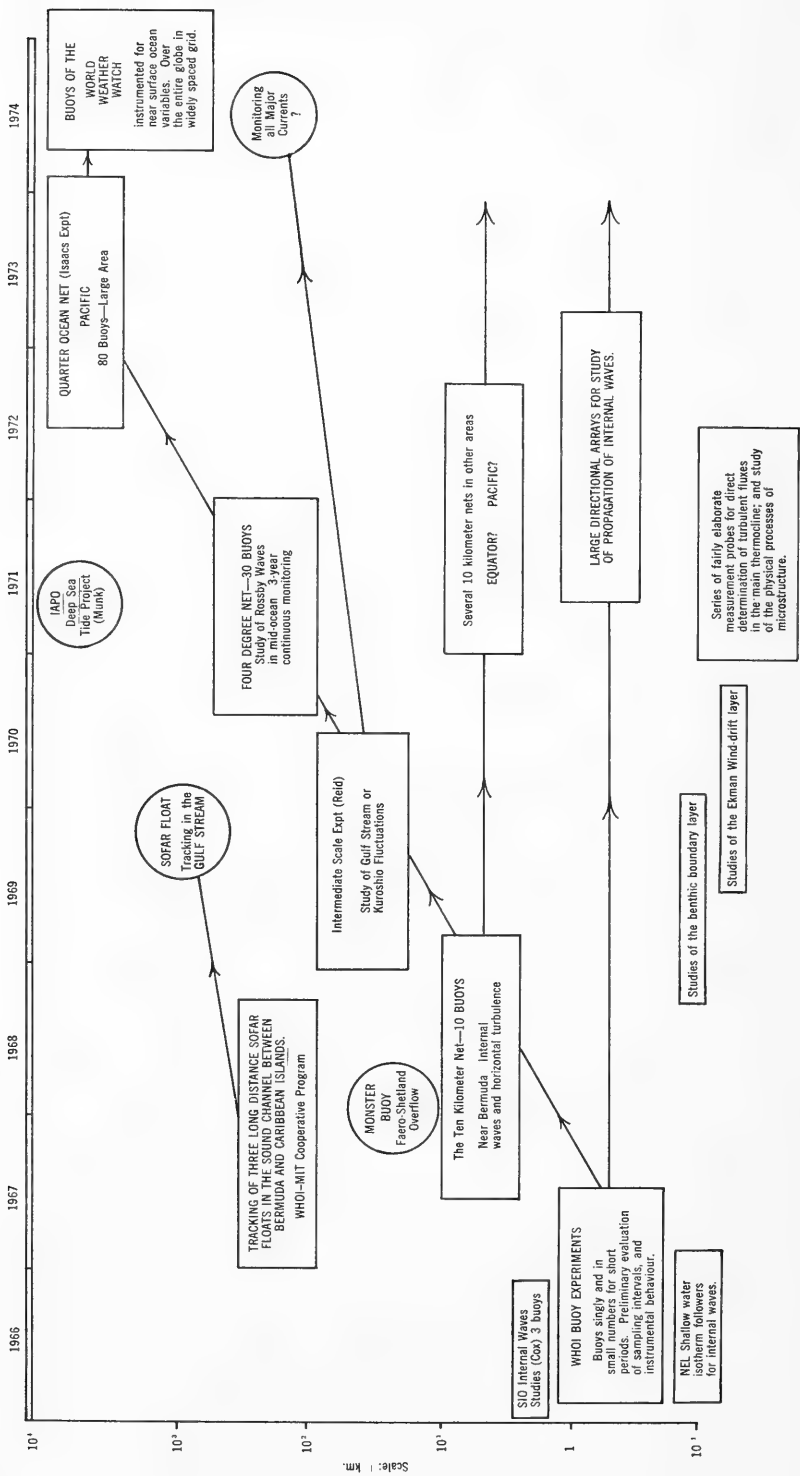 1966
1967
1968
1969
1970
1971
1972
1973
1974
10⁴
10³
10²
10¹
1
10⁻¹
Scale: km.
BUOYS OF THE
WORLD
WEATHER
WATCH
instrumented for
near surface ocean
variables. Over
the entire globe in
widely spaced grid.
QUARTER OCEAN NET (Isaacs Expt)
PACIFIC
80 Buoys—Large Area
Monitoring
all Major
Currents
?
IAPO
Deep Sea
Tide Project
(Munk)
FOUR DEGREE NET—30 BUOYS
Study of Rossby Waves
in mid-ocean 3-year
continuous monitoring
SOFAR FLOAT
Tracking in the
GULF STREAM
TRACKING OF THREE LONG DISTANCE SOFAR
FLOATS IN THE SOUND CHANNEL BETWEEN
BERMUDA AND CARIBBEAN ISLANDS.
WHOI-MIT Cooperative Program
Intermediate Scale Expt (Reid)
Study of Gulf Stream or
Kuroshio Fluctuations
MONSTER
BUOY
Faero-Shetland
Overflow
The Ten Kilometer Net—10 BUOYS
Near Bermuda Internal
waves and horizontal turbulence
Several 10 kilometer nets in other areas
EQUATOR? PACIFIC?
SIO Internal Waves
Studies (Cox) 3 buoys
WHOI BUOY EXPERIMENTS
Buoys singly and in
small numbers for short
periods. Preliminary evaluation
of sampling intervals, and
instrumental behaviour.
LARGE DIRECTIONAL ARRAYS FOR STUDY
OF PROPAGATION OF INTERNAL WAVES.
NEL Shallow water
isotherm followers
for internal waves.
Studies of the benthic boundary layer
Studies of the Ekman Wind-drift layer
Series of fairly elaborate
measurement probes for direct
determination of turbulent fluxes
in the main thermocline; and study
of the physical processes of
microstructure.